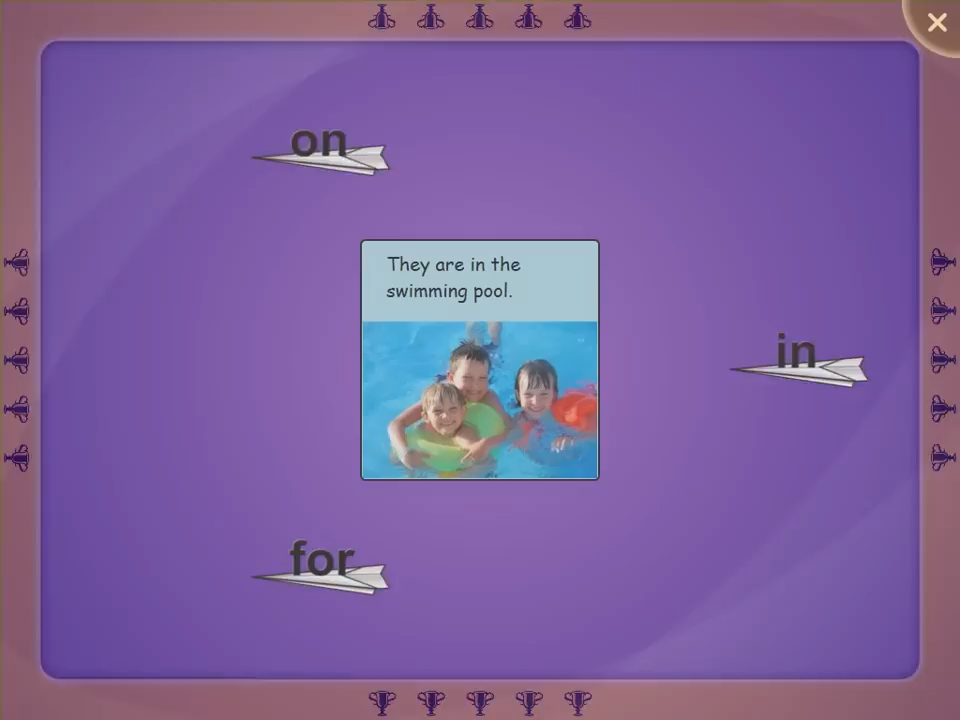 on
They are in the
swimming pool.
in
for